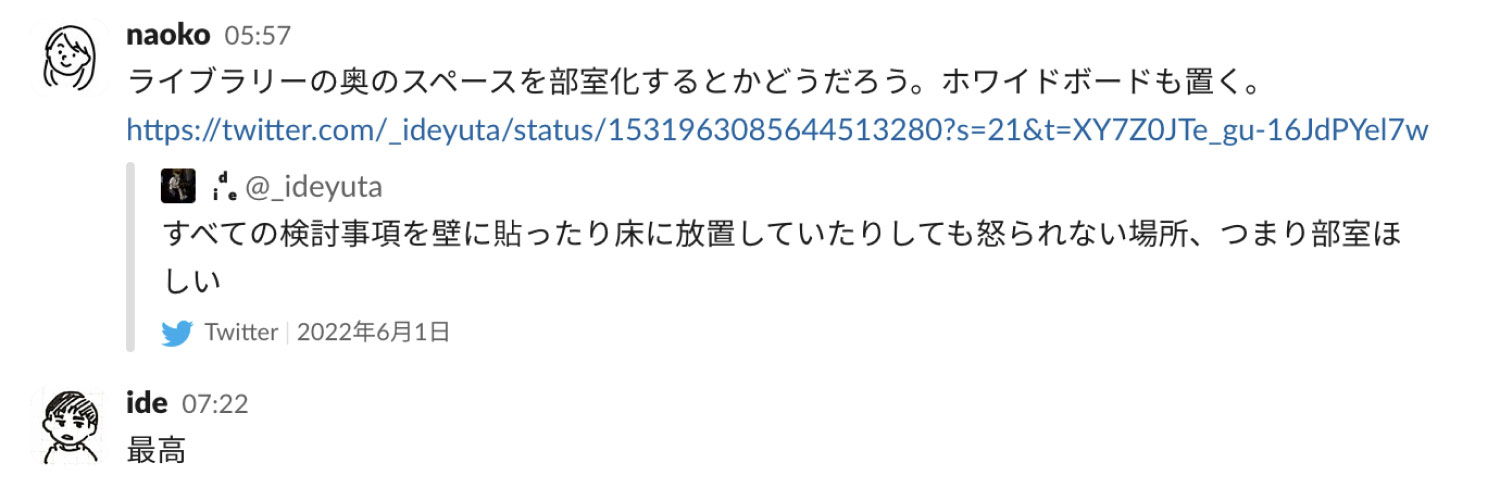 naoko 05:57
ライブラリーの奥のスペースを部室化するとかどうだろう。ホワイドボードも置く。
https://twitter.com/_ideyuta/status/1531963085644513280?s=21&t=XY7Z0JTe_gu-16JdPYel7w
i d e @_ideyuta
すべての検討事項を壁に貼ったり床に放置していたりしても怒られない場所、つまり部室ほ
しい
Twitter | 2022年6月1日
ide 07:22
最高